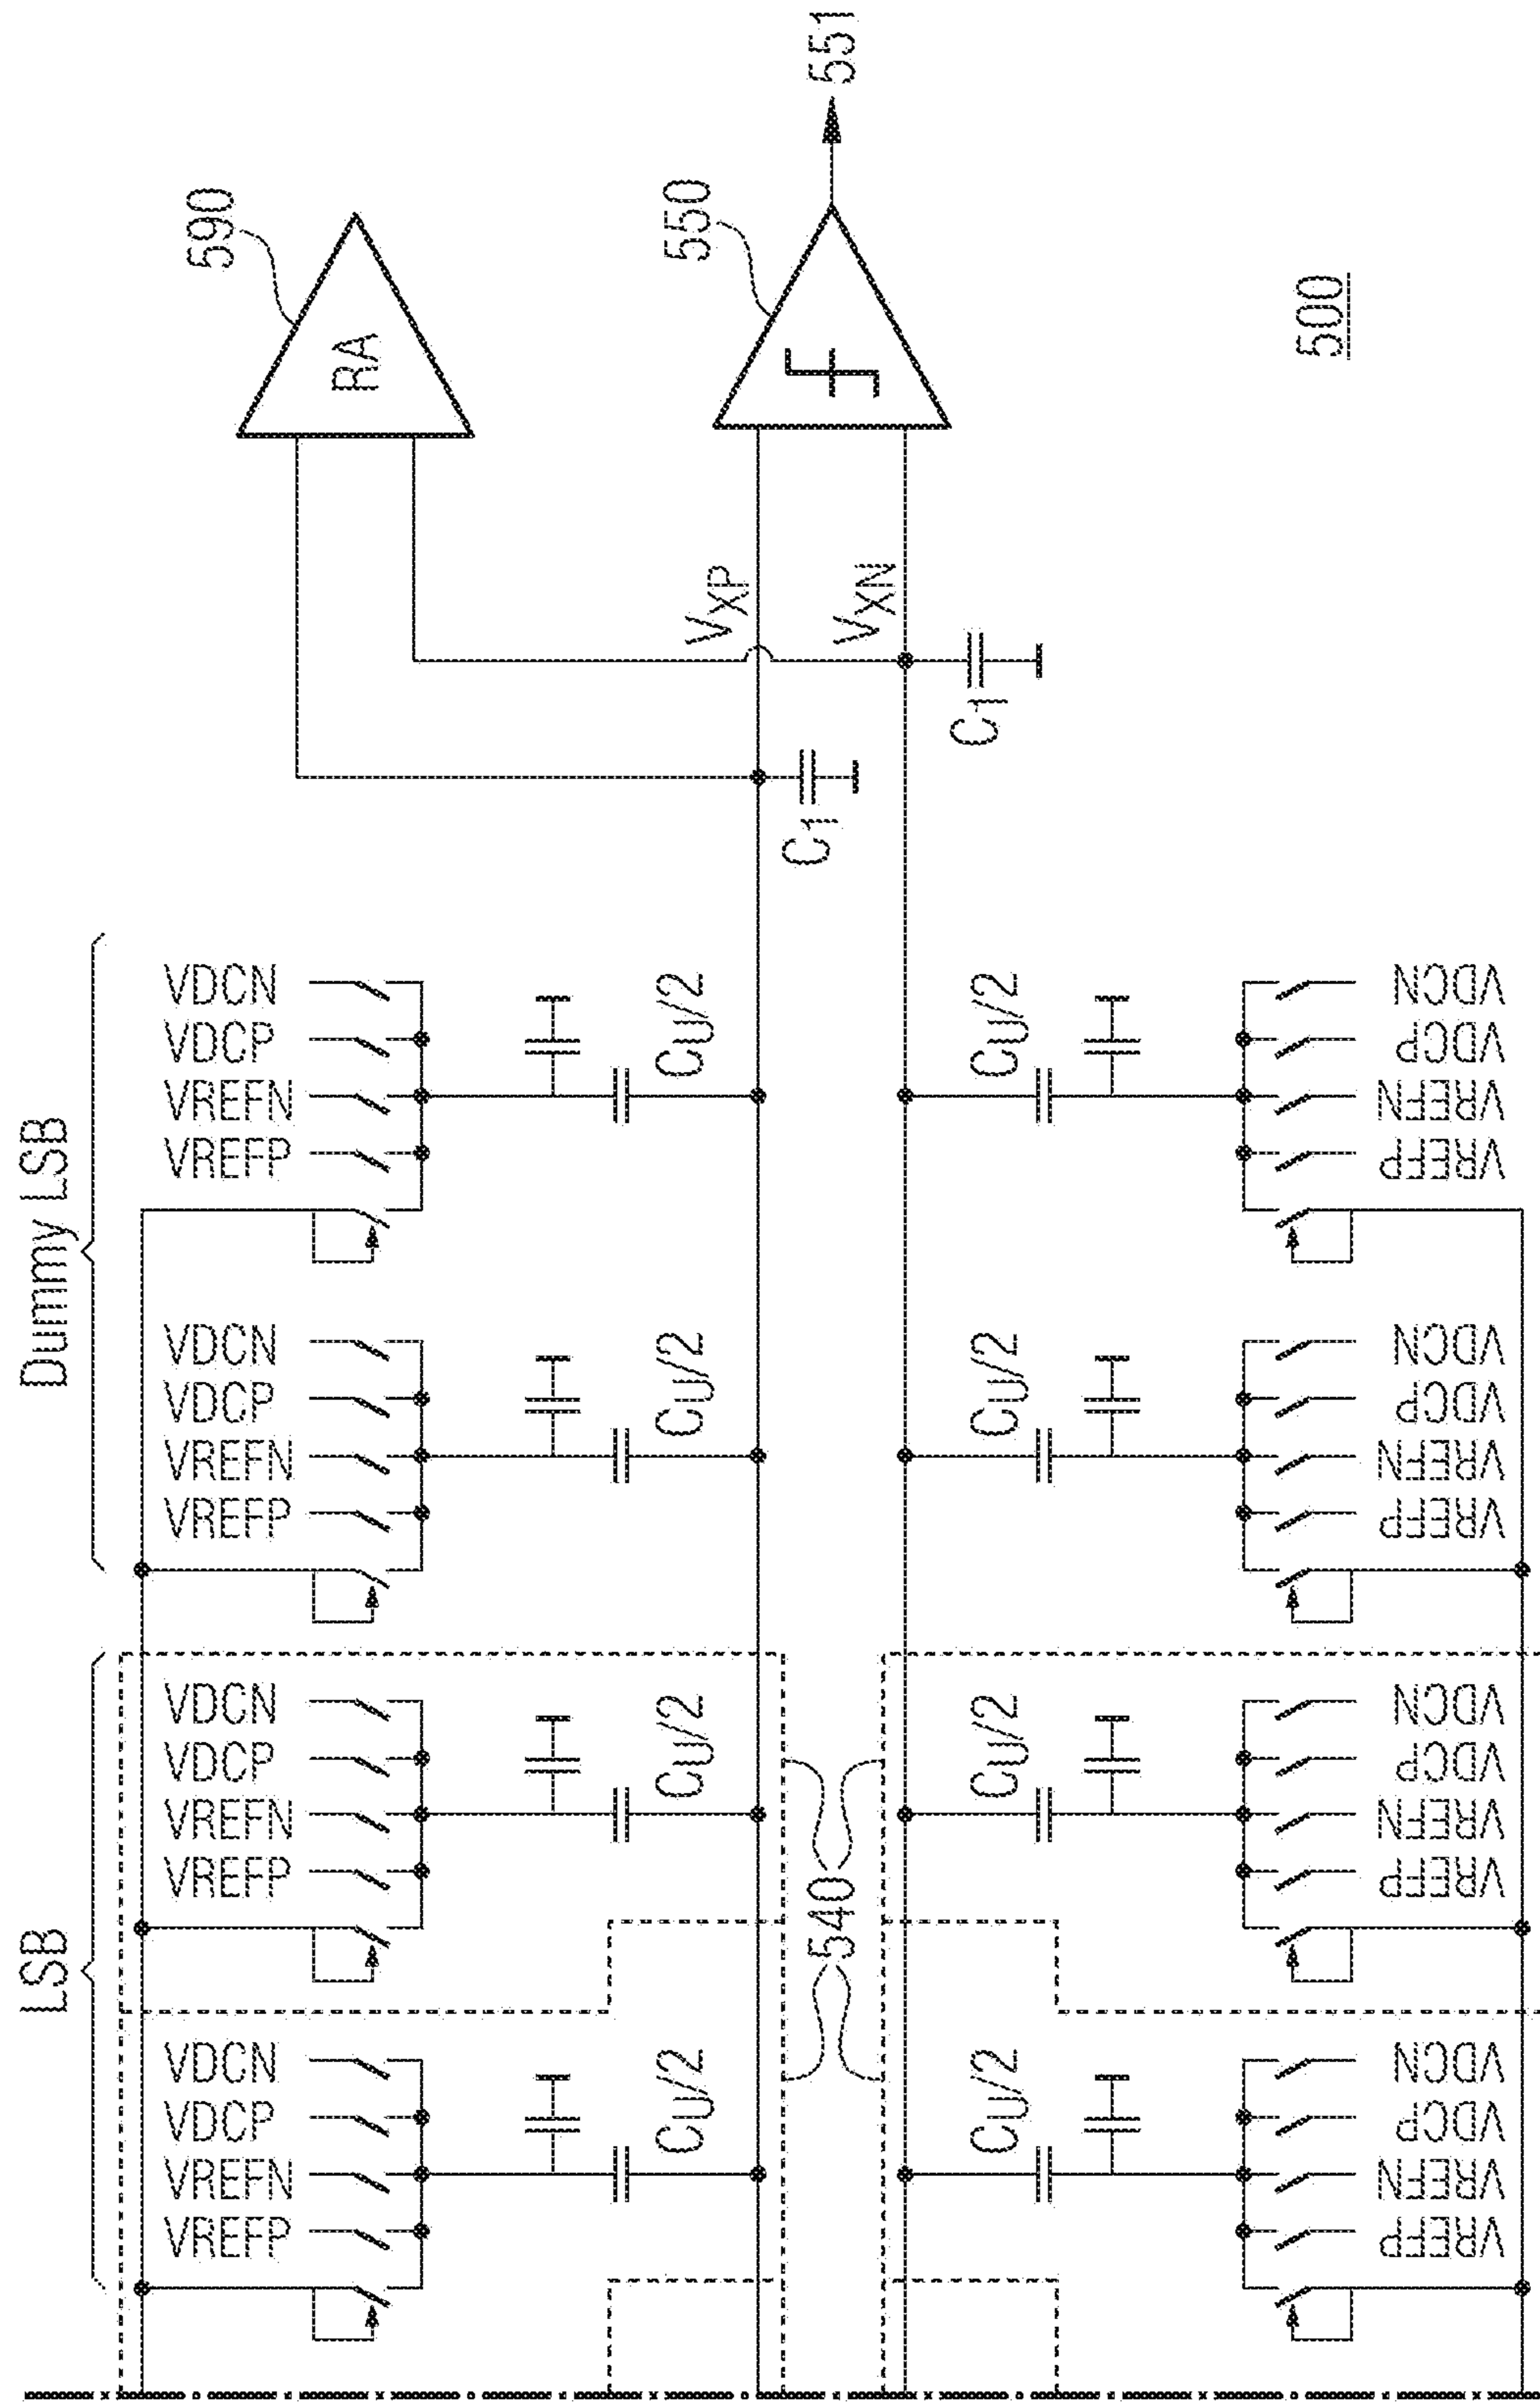 LSB
Dummy LSB
VREFP
VREFN
VDCP
VDCN
VREFP
VREFN
VDCP
VDCN
VREFP
VREFN
VDCP
VDCN
VREFP
VREFN
VDCP
VDCN
590
RA
CU/2
CU/2
CU/2
CU/2
550
VXP
C1
540
551
VXN
C1
CU/2
CU/2
CU/2
CU/2
500
VREFP
VREFN
VDCP
VDCN
VREFP
VREFN
VDCP
VDCN
VREFP
VREFN
VDCP
VDCN
VREFP
VREFN
VDCP
VDCN